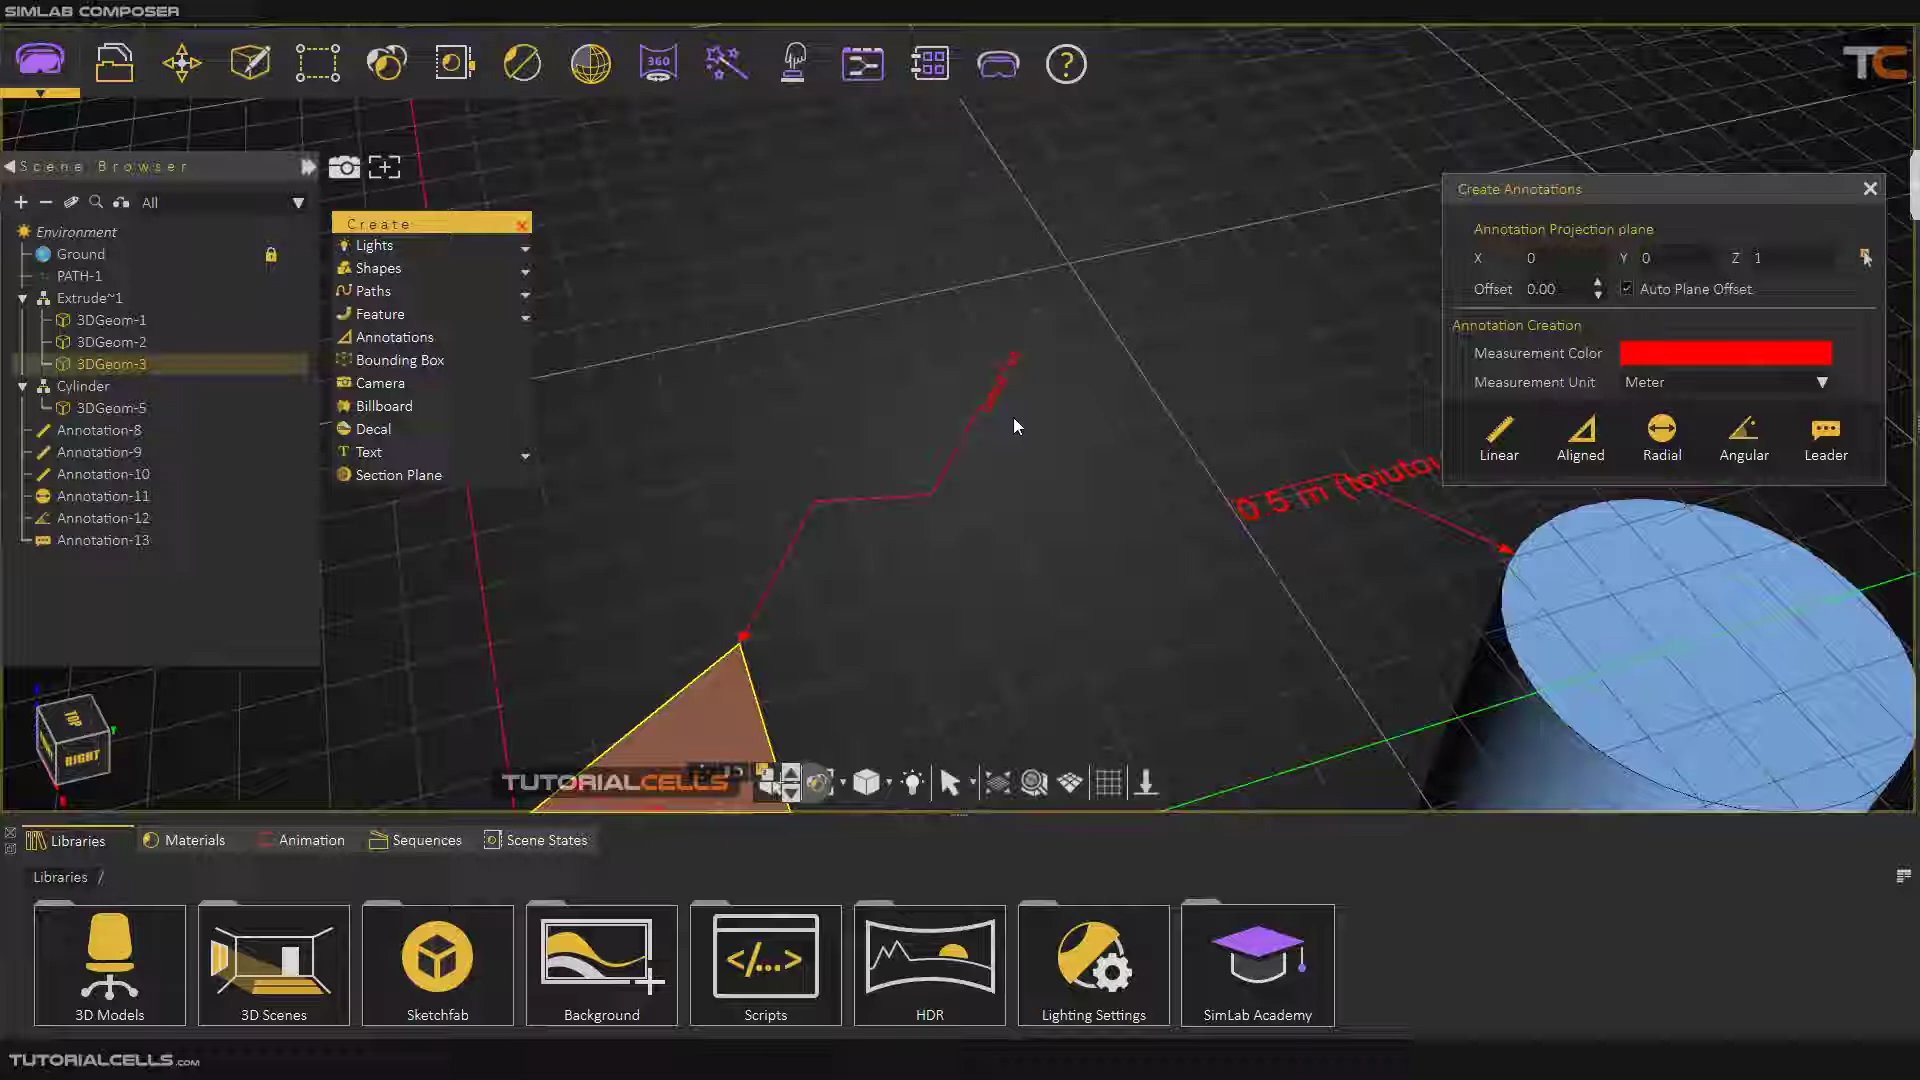 SIMLAB COMPOSER
360
?
TC
Scene Browser
All
Environment
Ground
PATH-1
Extrude~1
3DGeom-1
3DGeom-2
3DGeom-3
Cylinder
3DGeom-5
Annotation-8
Annotation-9
Annotation-10
Annotation-11
Annotation-12
Annotation-13
Create
Lights
Shapes
Paths
Feature
Annotations
Bounding Box
Camera
Billboard
Decal
Text
Section Plane
Create Annotations
Annotation Projection plane
X 0 Y 0 Z 1
Offset 0.00 Auto Plane Offset
Annotation Creation
Measurement Color
Measurement Unit Meter
Linear Aligned Radial Angular Leader
0.5 m
TOP
RIGHT
TUTORIALCELLS
Libraries Materials Animation Sequences Scene States
Libraries /
</...>
3D Models 3D Scenes Sketchfab Background Scripts HDR Lighting Settings SimLab Academy
TUTORIALCELLS.COM